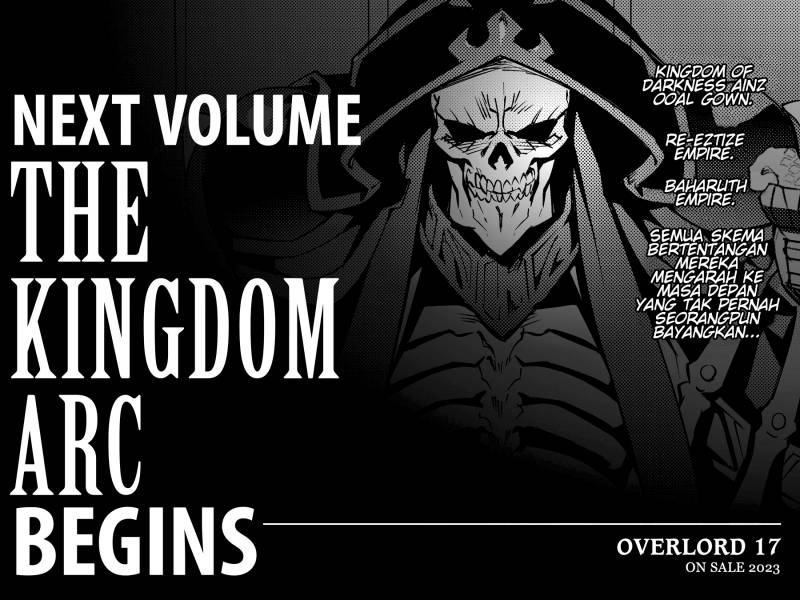 NEXT VOLUME
THE
KINGDOM
ARC
BEGINS
KINGDOM OF
DARKNESS AINZ
OOAL GOWN.
RE-EZTIZE
EMPIRE.
BAHARUTH
EMPIRE.
SEMUA SKEMA
BERTENTANGAN
MEREKA
MENGARAH KE
MASA DEPAN
YANG TAK PERNAH
SEORANGPUN
BAYANGKAN...
OVERLORD 17
ON SALE 2023